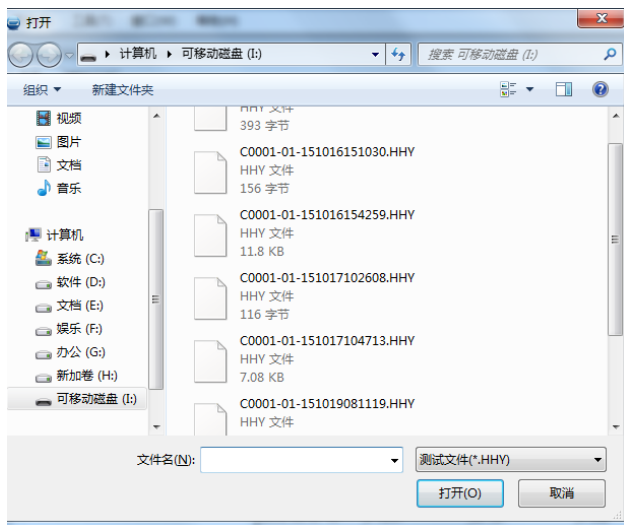 打开
计算机 可移动磁盘 (I:)
搜索 可移动磁盘 (I:)
组织
新建文件夹
视频
图片
文档
音乐
计算机
系统 (C:)
软件 (D:)
文档 (E:)
娱乐 (F:)
办公 (G:)
新加卷 (H:)
可移动磁盘 (I:)
HHY 文件
393 字节
C0001-01-151016151030.HHY
HHY 文件
156 字节
C0001-01-151016154259.HHY
HHY 文件
11.8 KB
C0001-01-151017102608.HHY
HHY 文件
116 字节
C0001-01-151017104713.HHY
HHY 文件
7.08 KB
C0001-01-151019081119.HHY
HHY 文件
文件名(N):
测试文件(*.HHY)
打开(O)
取消